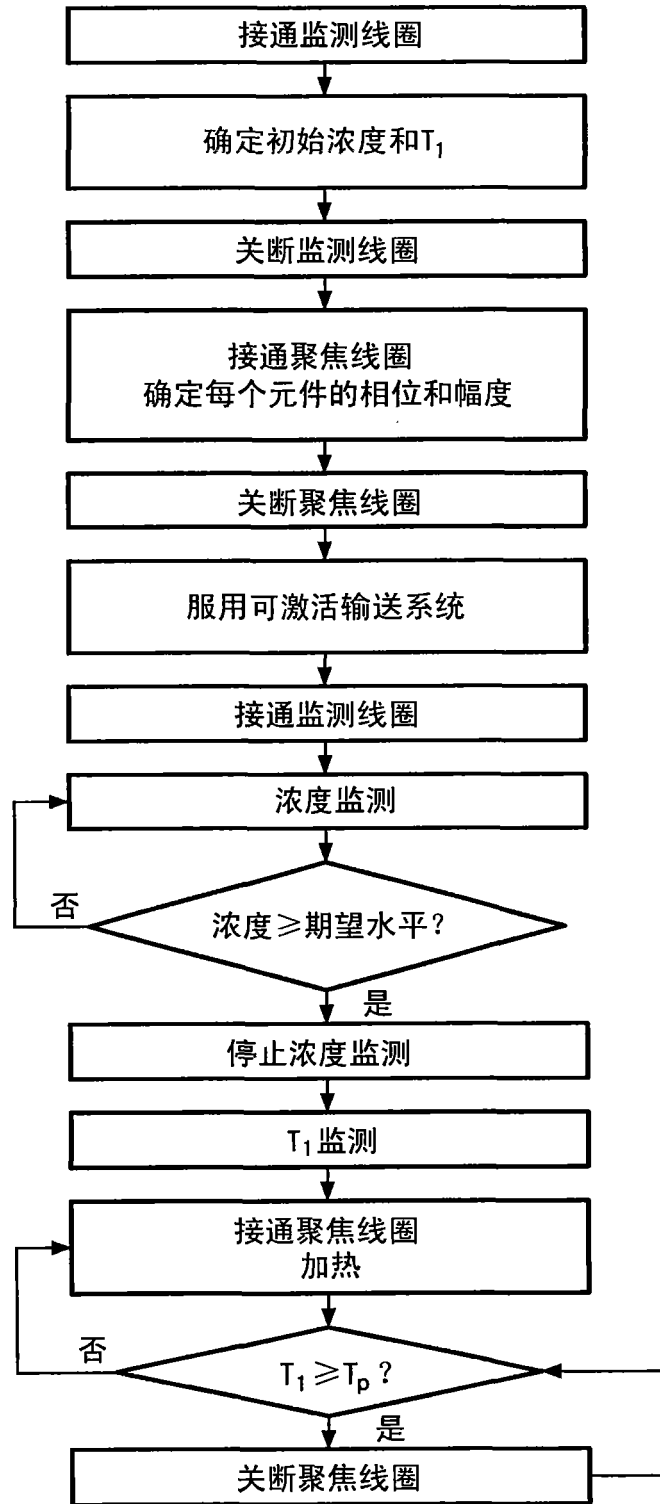 接通监测线圈
确定初始浓度和T₁
关断监测线圈
接通聚焦线圈
确定每个元件的相位和幅度
关断聚焦线圈
服用可激活输送系统
接通监测线圈
浓度监测
否
浓度≥期望水平?
是
停止浓度监测
T₁监测
接通聚焦线圈
加热
否
T₁≥Tₚ?
是
关断聚焦线圈